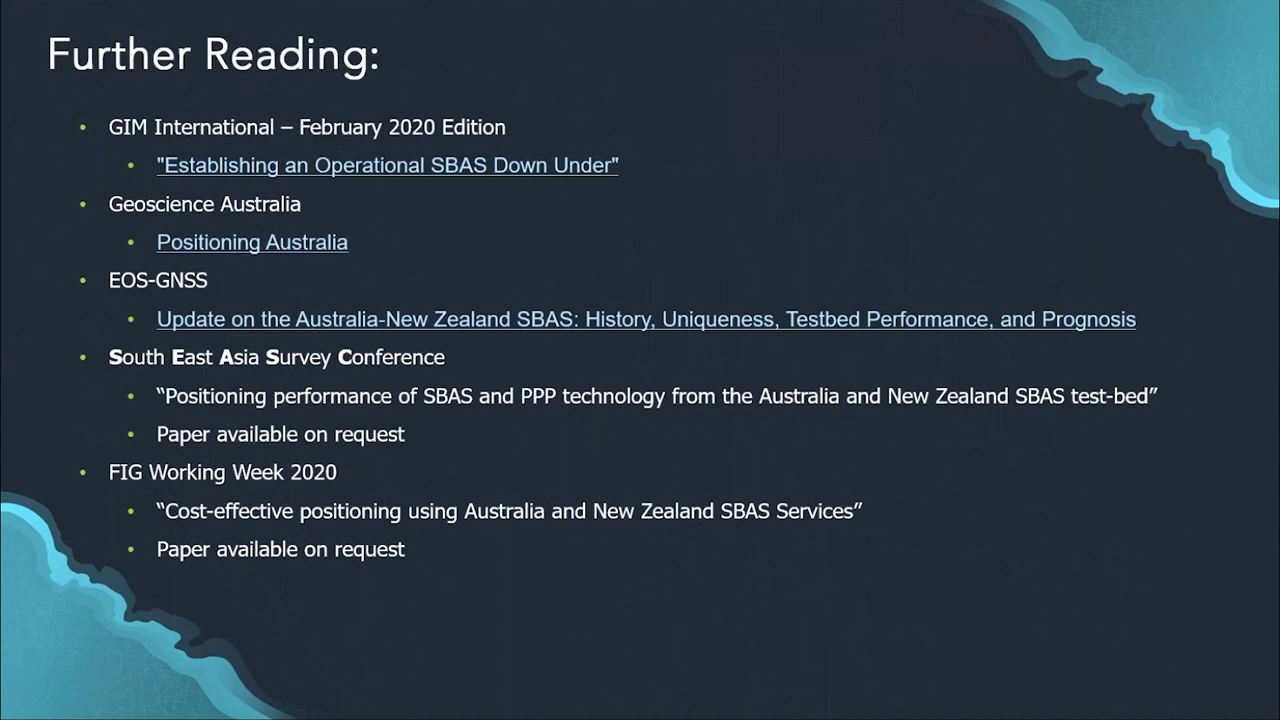 Further Reading:
• GIM International – February 2020 Edition
• "Establishing an Operational SBAS Down Under"
• Geoscience Australia
• Positioning Australia
• EOS-GNSS
• Update on the Australia-New Zealand SBAS: History, Uniqueness, Testbed Performance, and Prognosis
• South East Asia Survey Conference
• “Positioning performance of SBAS and PPP technology from the Australia and New Zealand SBAS test-bed”
• Paper available on request
• FIG Working Week 2020
• “Cost-effective positioning using Australia and New Zealand SBAS Services”
• Paper available on request